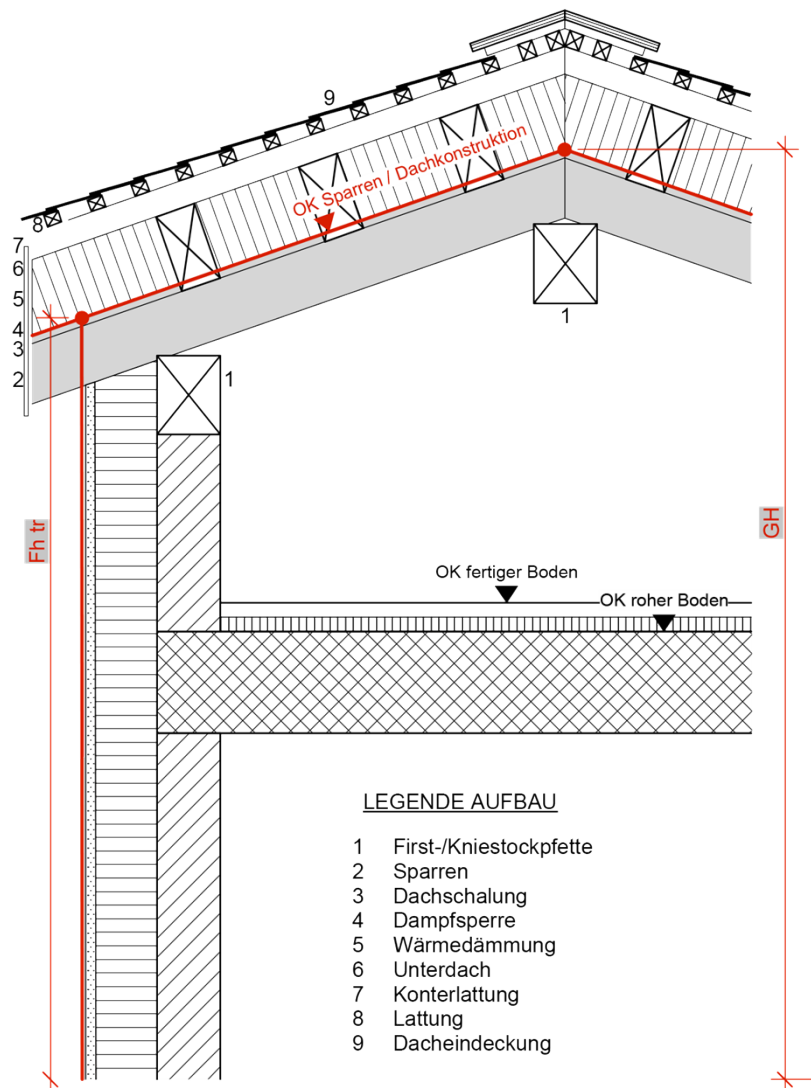 9
OK Sparren / Dachkonstruktion
8
7
6
5
4
3
2
1
1
Fh tr
GH
OK fertiger Boden
OK roher Boden
LEGENDE AUFBAU
1 First-/Kniestockpfette
2 Sparren
3 Dachschalung
4 Dampfsperre
5 Wärmedämmung
6 Unterdach
7 Konterlattung
8 Lattung
9 Dacheindeckung